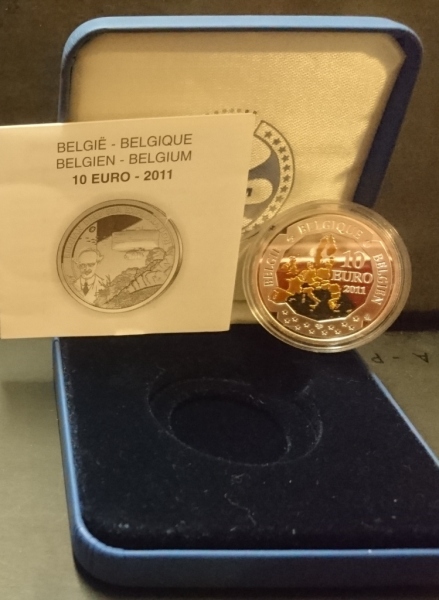 BELGIË - BELGIQUE
BELGIEN - BELGIUM
10 EURO - 2011
BELGIË BELGIQUE BELGIEN
10
EURO
2011